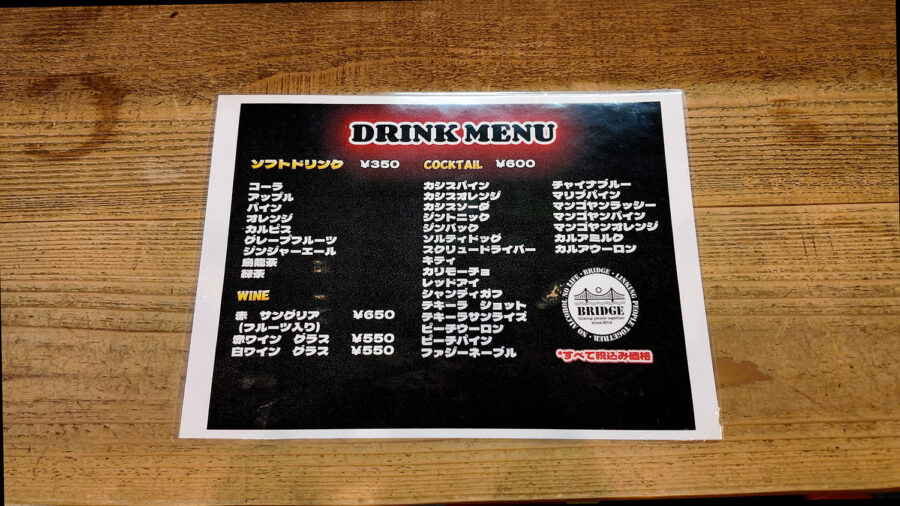 DRINK MENU
ソフトドリンク ¥350
コーラ
アップル
パイン
オレンジ
カルピス
グレープフルーツ
ジンジャーエール
烏龍茶
緑茶
WINE
赤 サングリア ¥650
(フルーツ入り)
赤ワイン グラス ¥550
白ワイン グラス ¥550
COCKTAIL ¥600
カシスパイン
カシスオレンジ
カシスソーダ
ジントニック
ジンバック
ソルティドッグ
スクリュードライバー
キティ
カリモーチョ
レッドアイ
シャンディガフ
テキーラ ショット
テキーラサンライズ
ピーチウーロン
ピーチパイン
ファジーネーブル
チャイナブルー
マリブパイン
マンゴヤンラッシー
マンゴヤンパイン
マンゴヤンオレンジ
カルアミルク
カルアウーロン
NO ALCOHOL NO LIFE・BRIDGE・LINKING PEOPLE TOGETHER・
BRIDGE
linking people together
*すべて税込み価格